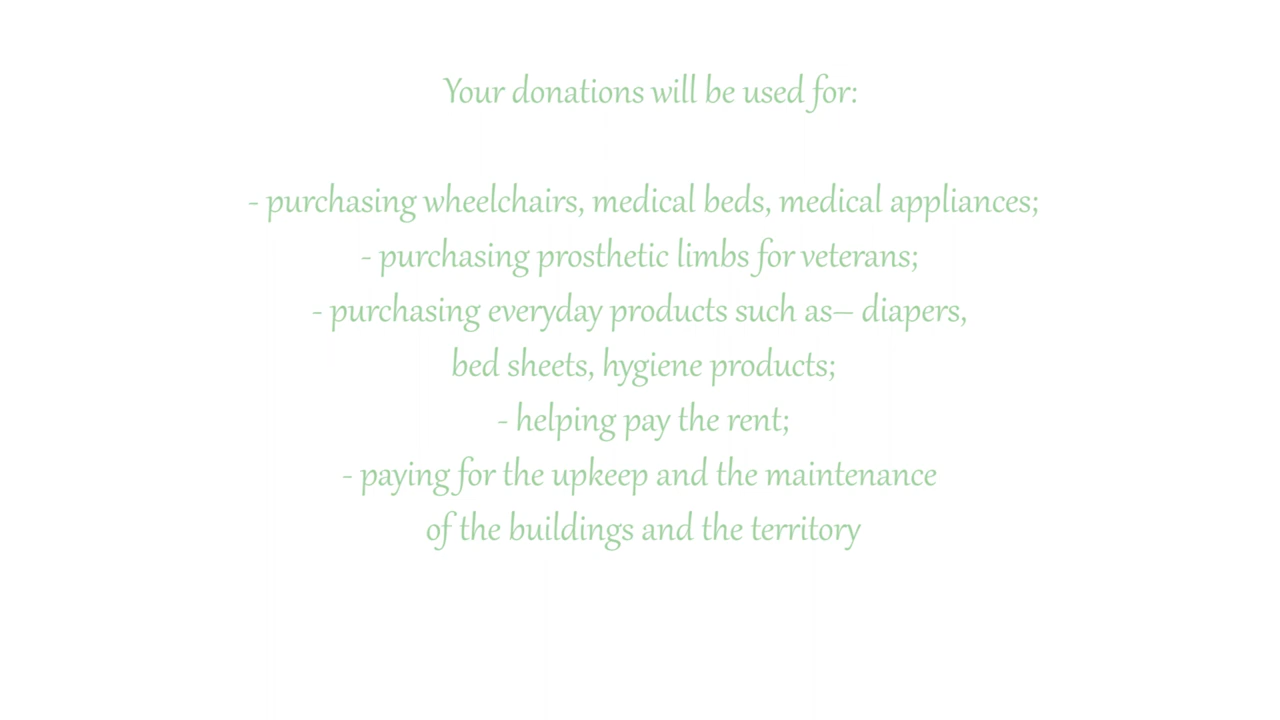 Your donations will be used for:
- purchasing wheelchairs, medical beds, medical appliances;
- purchasing prosthetic limbs for veterans;
- purchasing everyday products such as– diapers,
bed sheets, hygiene products;
- helping pay the rent;
- paying for the upkeep and the maintenance
of the buildings and the territory